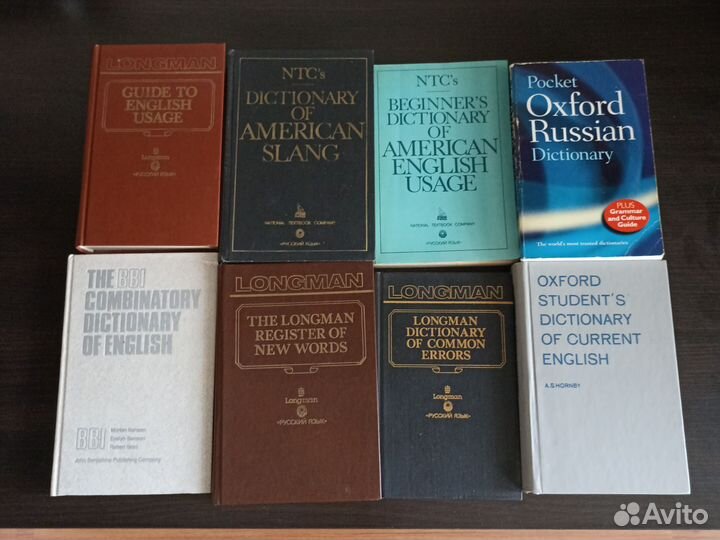 LONGMAN
GUIDE TO
ENGLISH
USAGE
Longman
«РУССКИЙ ЯЗЫК»
NTC's
DICTIONARY
OF
AMERICAN
SLANG
NATIONAL TEXTBOOK COMPANY
«РУССКИЙ ЯЗЫК»
NTC's
BEGINNER'S
DICTIONARY
OF
AMERICAN
ENGLISH
USAGE
NATIONAL TEXTBOOK COMPANY
«РУССКИЙ ЯЗЫК»
Pocket
Oxford
Russian
Dictionary
PLUS
Grammar
and Culture
Guide
The world's most trusted dictionaries
THE BBI
COMBINATORY
DICTIONARY
OF ENGLISH
BBI
Morton Benson
Evelyn Benson
Robert Ilson
John Benjamins Publishing Company
LONGMAN
THE LONGMAN
REGISTER OF
NEW WORDS
Longman
«РУССКИЙ ЯЗЫК»
LONGMAN
LONGMAN
DICTIONARY
OF COMMON
ERRORS
Longman
«РУССКИЙ ЯЗЫК»
OXFORD
STUDENT'S
DICTIONARY
OF CURRENT
ENGLISH
A.S.HORNBY
Avito